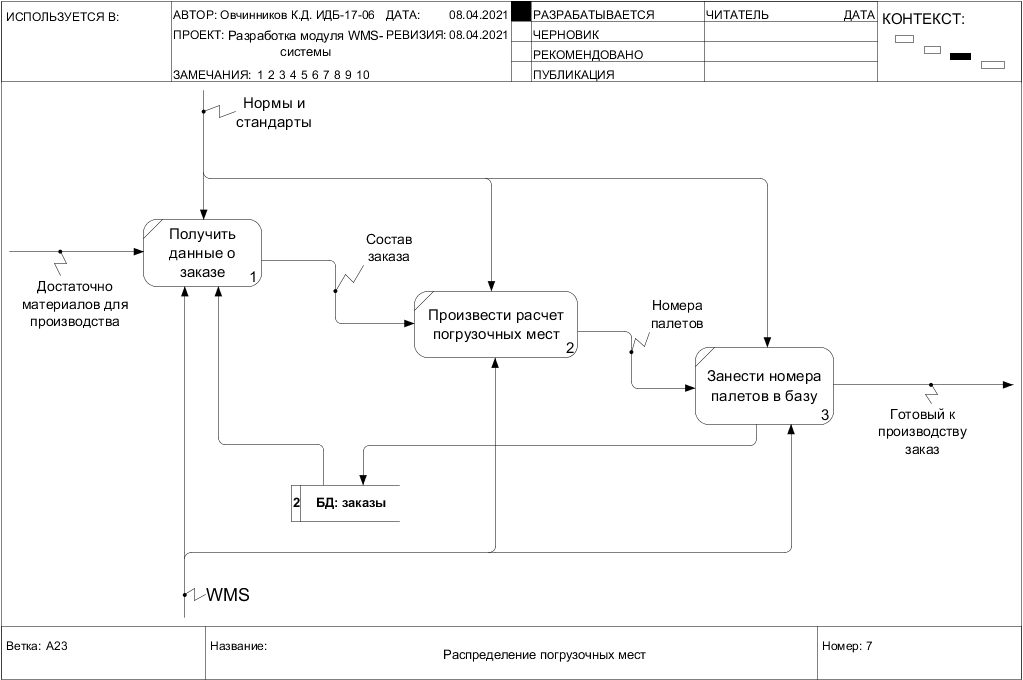 ИСПОЛЬЗУЕТСЯ В:
АВТОР: Овчинников К.Д. ИДБ-17-06 ДАТА: 08.04.2021
ПРОЕКТ: Разработка модуля WMS- РЕВИЗИЯ: 08.04.2021
системы
ЗАМЕЧАНИЯ: 1 2 3 4 5 6 7 8 9 10
РАЗРАБАТЫВАЕТСЯ
ЧЕРНОВИК
РЕКОМЕНДОВАНО
ПУБЛИКАЦИЯ
ЧИТАТЕЛЬ ДАТА
КОНТЕКСТ:
Нормы и
стандарты
Получить
данные о
заказе
1
Достаточно
материалов для
производства
Состав
заказа
Произвести расчет
погрузочных мест
2
Номера
палетов
Занести номера
палетов в базу
3
Готовый к
производству
заказ
2 БД: заказы
WMS
Ветка: А23
Название:
Распределение погрузочных мест
Номер: 7